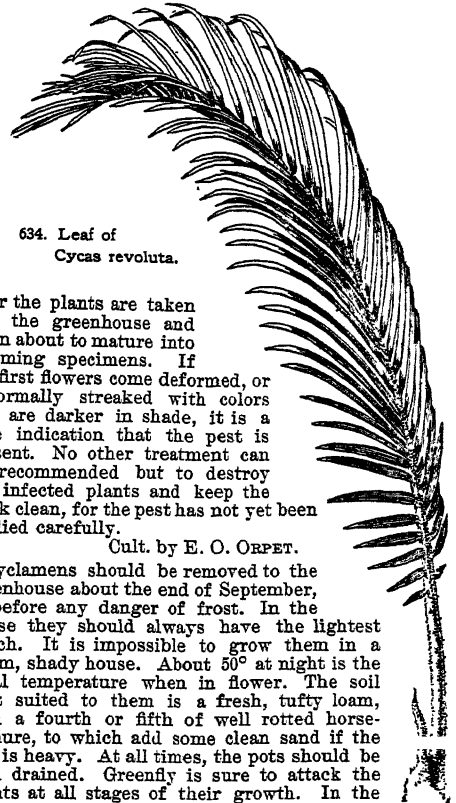 634. Leaf of
Cycas revoluta.
r the plants are taken
the greenhouse and
n about to mature into
ming specimens. If
first flowers come deformed, or
ormally streaked with colors
are darker in shade, it is a
e indication that the pest is
sent. No other treatment can
recommended but to destroy
infected plants and keep the
k clean, for the pest has not yet been
lied carefully.
Cult. by E. O. ORPET.
yclamens should be removed to the
enhouse about the end of September,
before any danger of frost. In the
se they should always have the lightest
ch. It is impossible to grow them in a
m, shady house. About 50° at night is the
l temperature when in flower. The soil
t suited to them is a fresh, tufty loam,
a fourth or fifth of well rotted horse-
nure, to which add some clean sand if the
is heavy. At all times, the pots should be
drained. Greenfly is sure to attack the
nts at all stages of their growth. In the